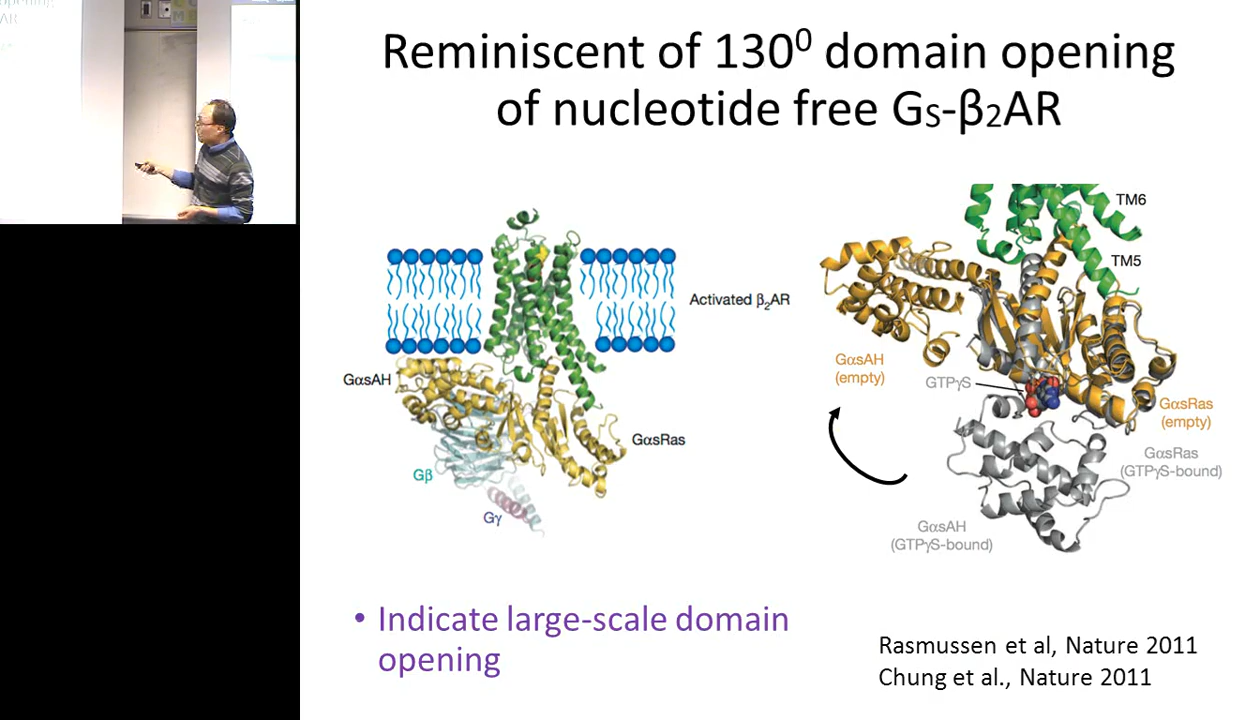 opening;
AR
Reminiscent of 130⁰ domain opening
of nucleotide free Gs-β₂AR
Activated β₂AR
GαsAH
GαsRas
Gβ
Gγ
TM6
TM5
GαsAH
(empty)
GTPγS
GαsRas
(empty)
GαsRas
(GTPγS-bound)
GαsAH
(GTPγS-bound)
• Indicate large-scale domain
opening
Rasmussen et al, Nature 2011
Chung et al., Nature 2011